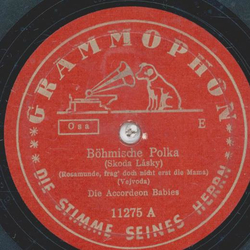 GRAMMOPHON
Osa E
Böhmische Polka
(Skoda Lásky)
(Rosamunde, frag' doch nicht erst die Mama)
(Vejvoda)
Die Accordeon Babies
11275 A
DIE STIMME SEINES HERRN